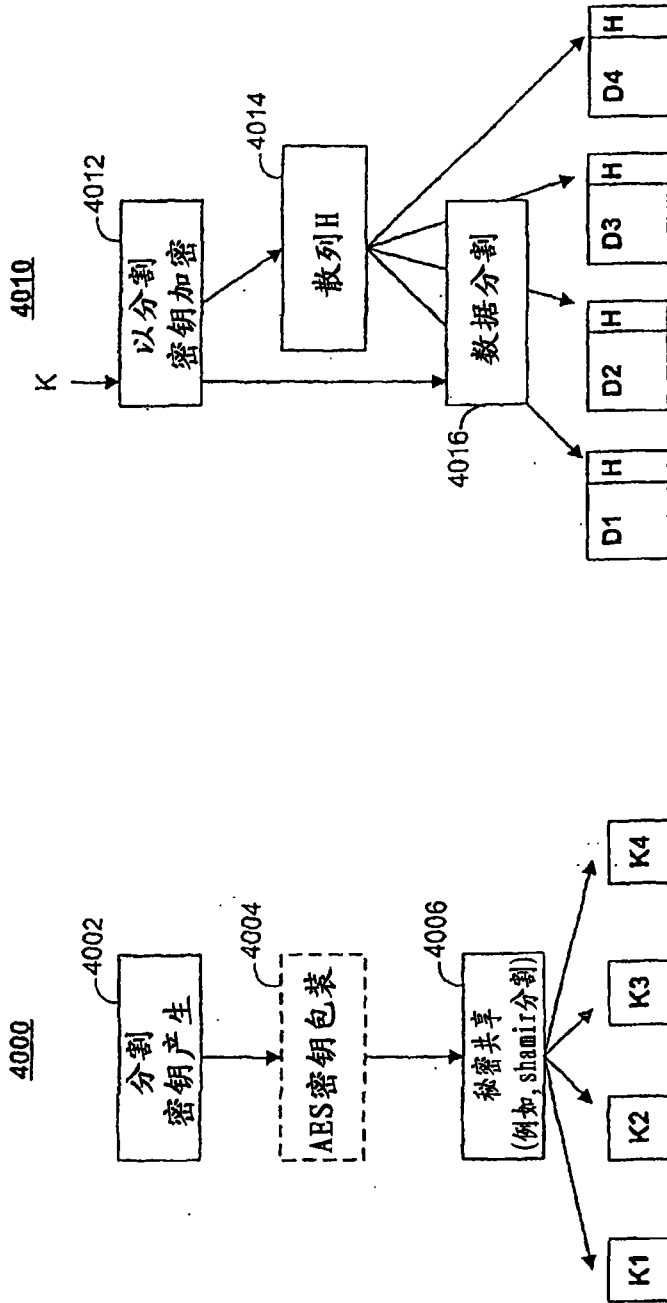 4000
分割
密钥产生
4002
AES密钥包装
4004
秘密共享
(例如,shamir分割)
4006
K1
K2
K3
K4
4010
K
以分割
密钥加密
4012
散列H
4014
数据分割
4016
D1
H
D2
H
D3
H
D4
H